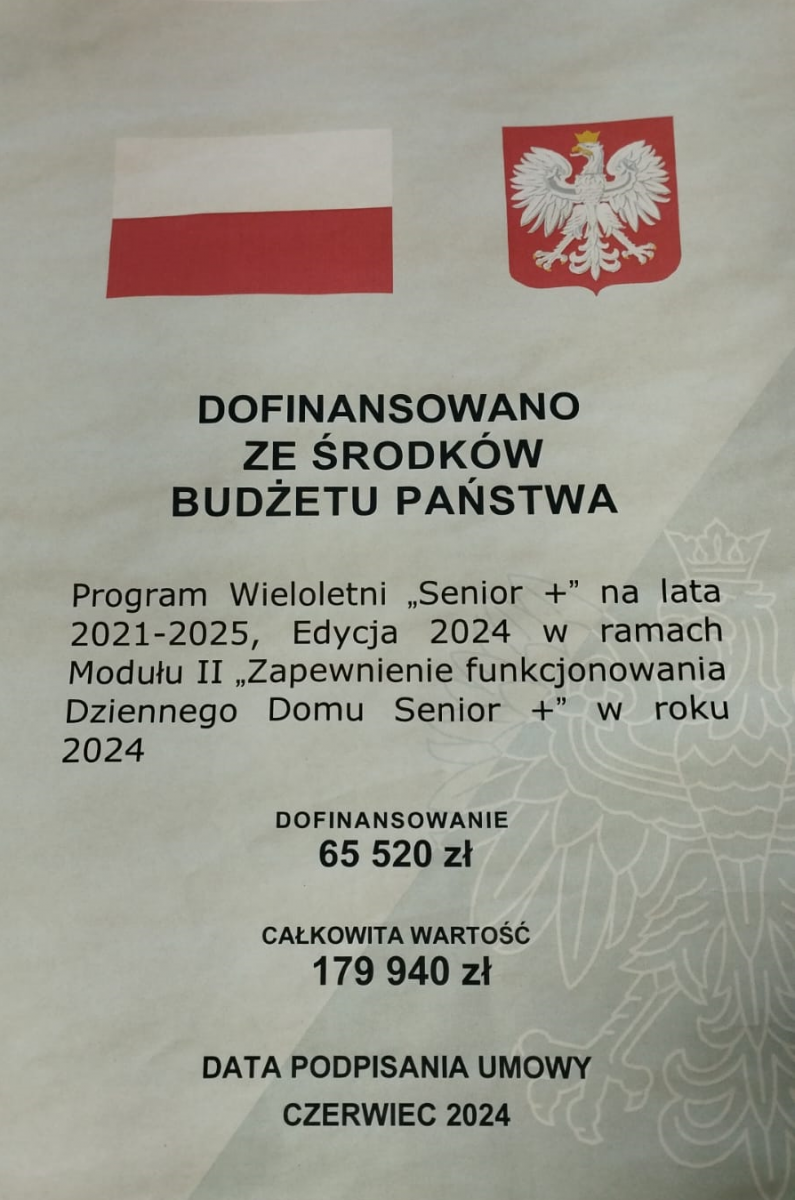 DOFINANSOWANO
ZE ŚRODKÓW
BUDŻETU PAŃSTWA
Program Wieloletni „Senior +” na lata
2021-2025, Edycja 2024 w ramach
Modułu II „Zapewnienie funkcjonowania
Dziennego Domu Senior +” w roku
2024
DOFINANSOWANIE
65 520 zł
CAŁKOWITA WARTOŚĆ
179 940 zł
DATA PODPISANIA UMOWY
CZERWIEC 2024